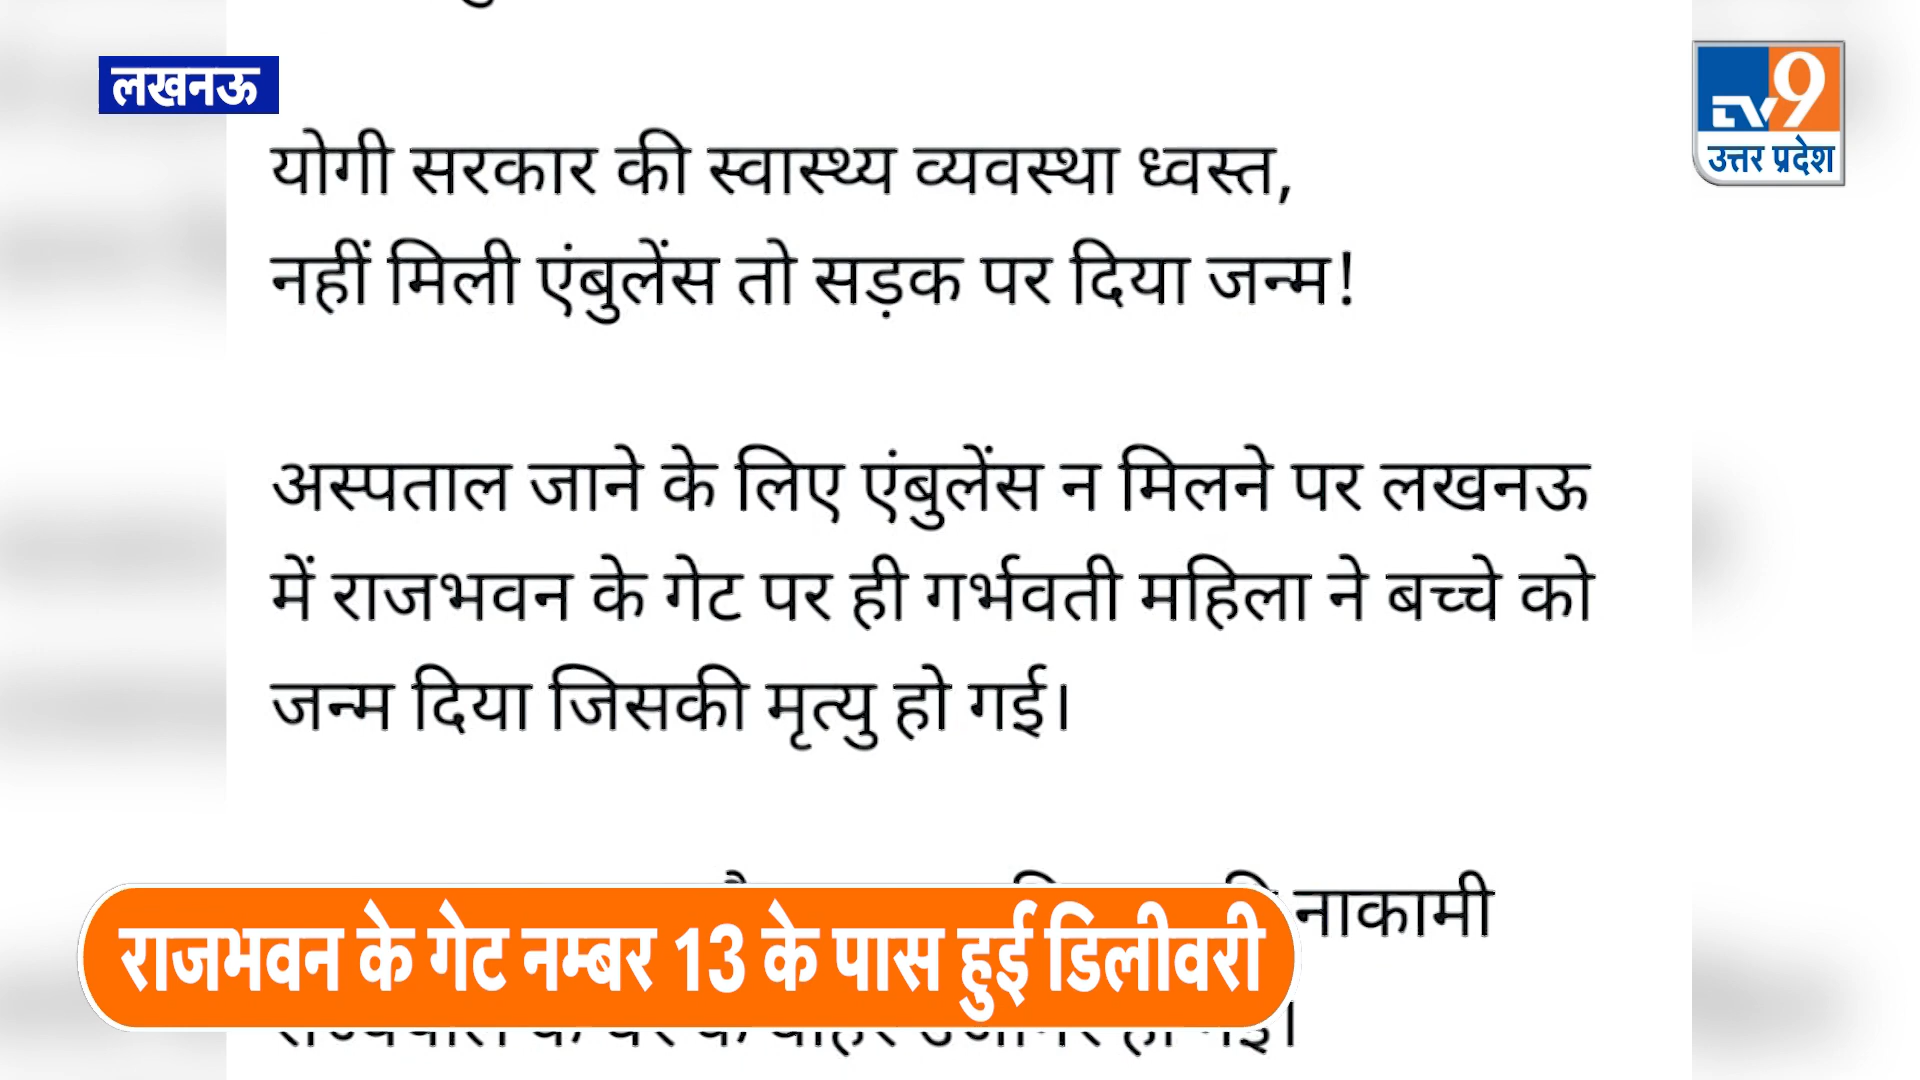 लखनऊ
TV9
उत्तर प्रदेश
योगी सरकार की स्वास्थ्य व्यवस्था ध्वस्त,
नहीं मिली एंबुलेंस तो सड़क पर दिया जन्म!
अस्पताल जाने के लिए एंबुलेंस न मिलने पर लखनऊ
में राजभवन के गेट पर ही गर्भवती महिला ने बच्चे को
जन्म दिया जिसकी मृत्यु हो गई।
नाकामी
राजभवन के गेट नम्बर 13 के पास हुई डिलीवरी